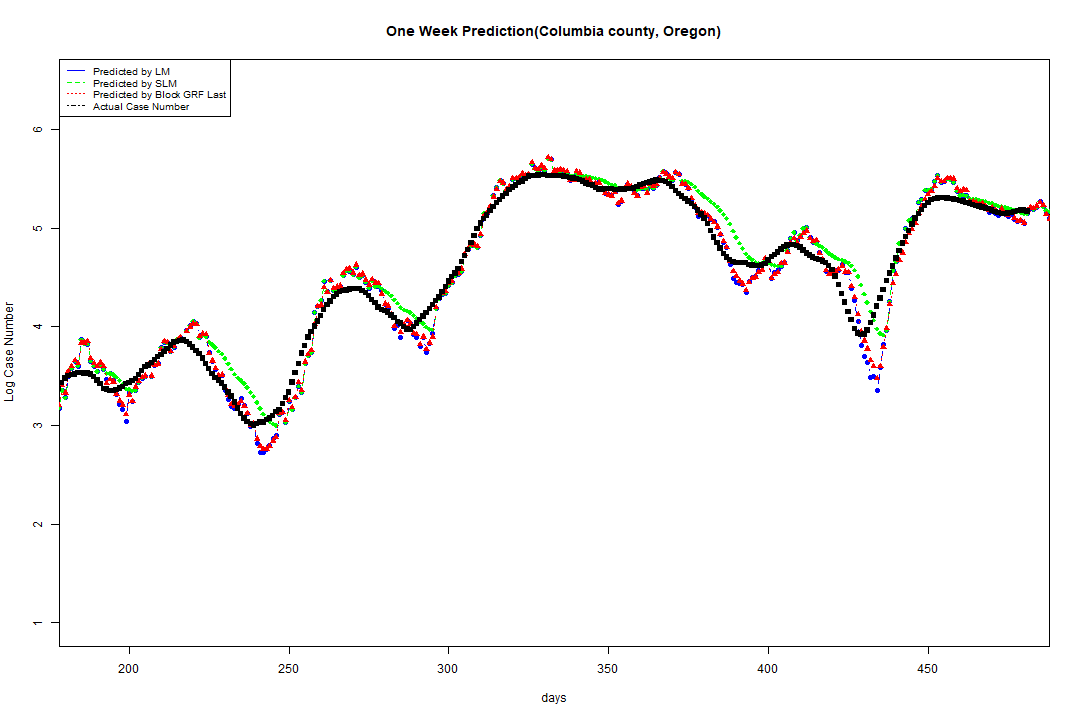 One Week Prediction(Columbia county, Oregon)
Predicted by LM
Predicted by SLM
Predicted by Block GRF Last
Actual Case Number
Log Case Number
6
5
4
3
2
1
200 250 300 350 400 450
days